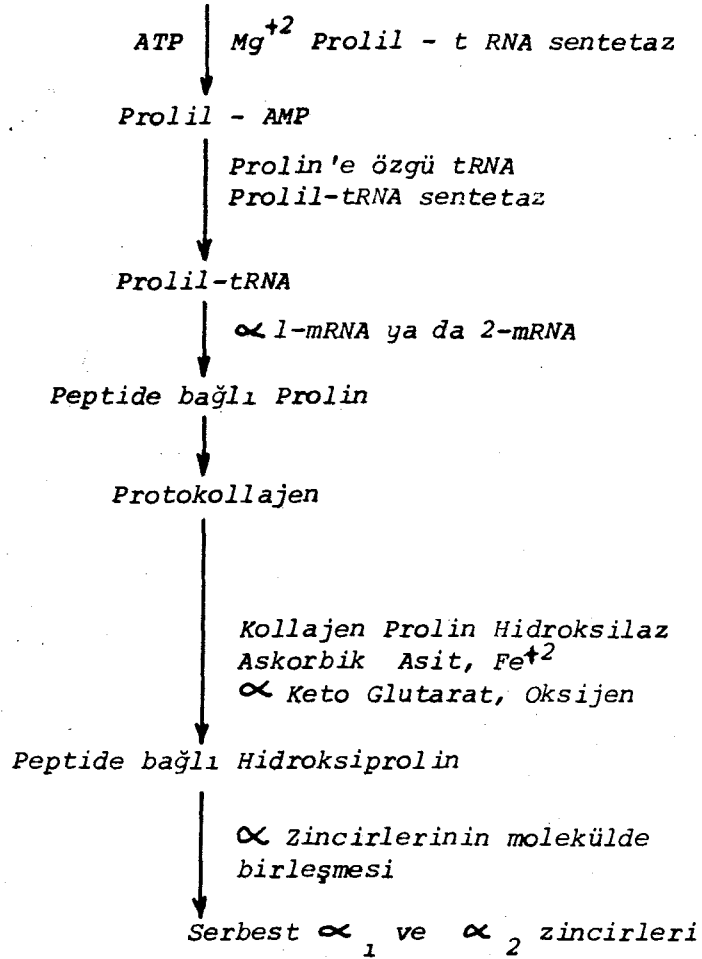 ATP Mg+2 Prolil - t RNA sentetaz
Prolil - AMP
Prolin'e özgü tRNA
Prolil-tRNA sentetaz
Prolil-tRNA
∝ 1-mRNA ya da 2-mRNA
Peptide bağlı Prolin
Protokollajen
Kollajen Prolin Hidroksilaz
Askorbik Asit, Fe+2
∝ Keto Glutarat, Oksijen
Peptide bağlı Hidroksiprolin
∝ Zincirlerinin molekülde
birleşmesi
Serbest ∝ 1 ve ∝ 2 zincirleri